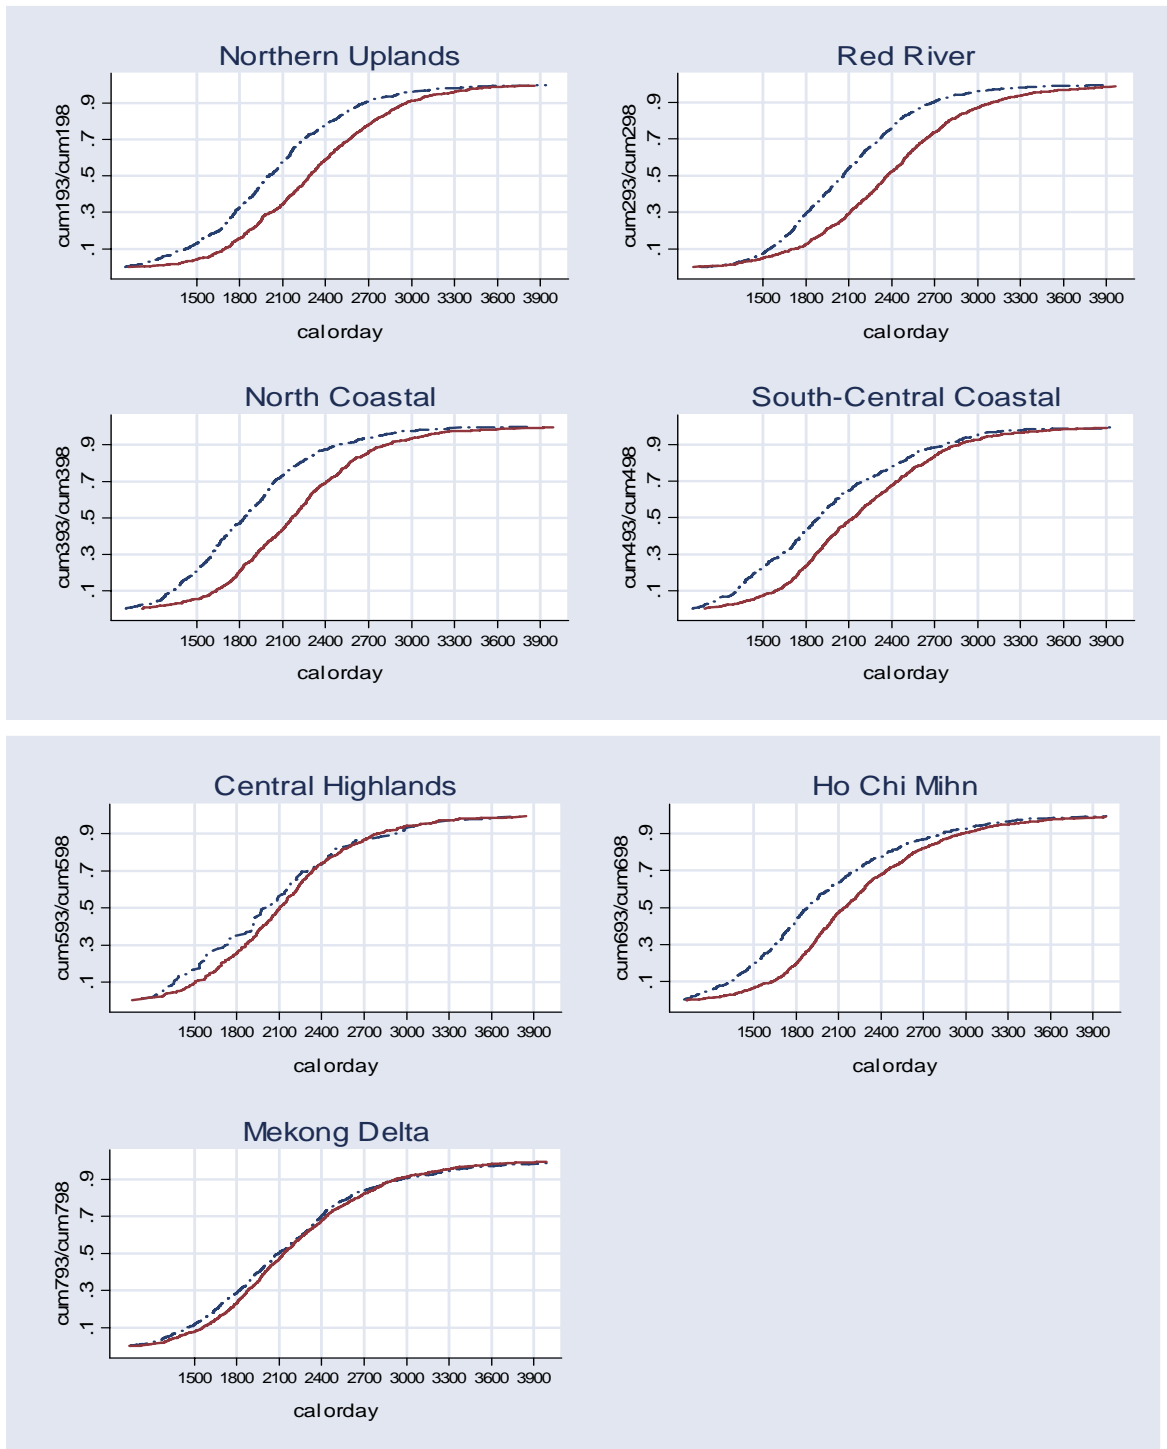 Northern Uplands
cum193/cum198
.9
.7
.5
.3
.1
1500 1800 2100 2400 2700 3000 3300 3600 3900
calorday
Red River
cum293/cum298
.9
.7
.5
.3
.1
1500 1800 2100 2400 2700 3000 3300 3600 3900
calorday
North Coastal
cum393/cum398
.9
.7
.5
.3
.1
1500 1800 2100 2400 2700 3000 3300 3600 3900
calorday
South-Central Coastal
cum493/cum498
.9
.7
.5
.3
.1
1500 1800 2100 2400 2700 3000 3300 3600 3900
calorday
Central Highlands
cum593/cum598
.9
.7
.5
.3
.1
1500 1800 2100 2400 2700 3000 3300 3600 3900
calorday
Ho Chi Mihn
cum693/cum698
.9
.7
.5
.3
.1
1500 1800 2100 2400 2700 3000 3300 3600 3900
calorday
Mekong Delta
cum793/cum798
.9
.7
.5
.3
.1
1500 1800 2100 2400 2700 3000 3300 3600 3900
calorday